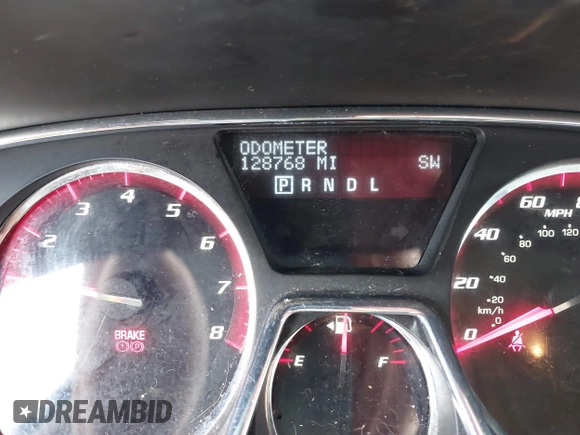 ODOMETER
128768 MI SW
P R N D L
2 3 4 5 6 7 8
BRAKE
P
E F
0 20 40 60 8
MPH
0 20 40 60 80 100 120
km/h
DREAMBID